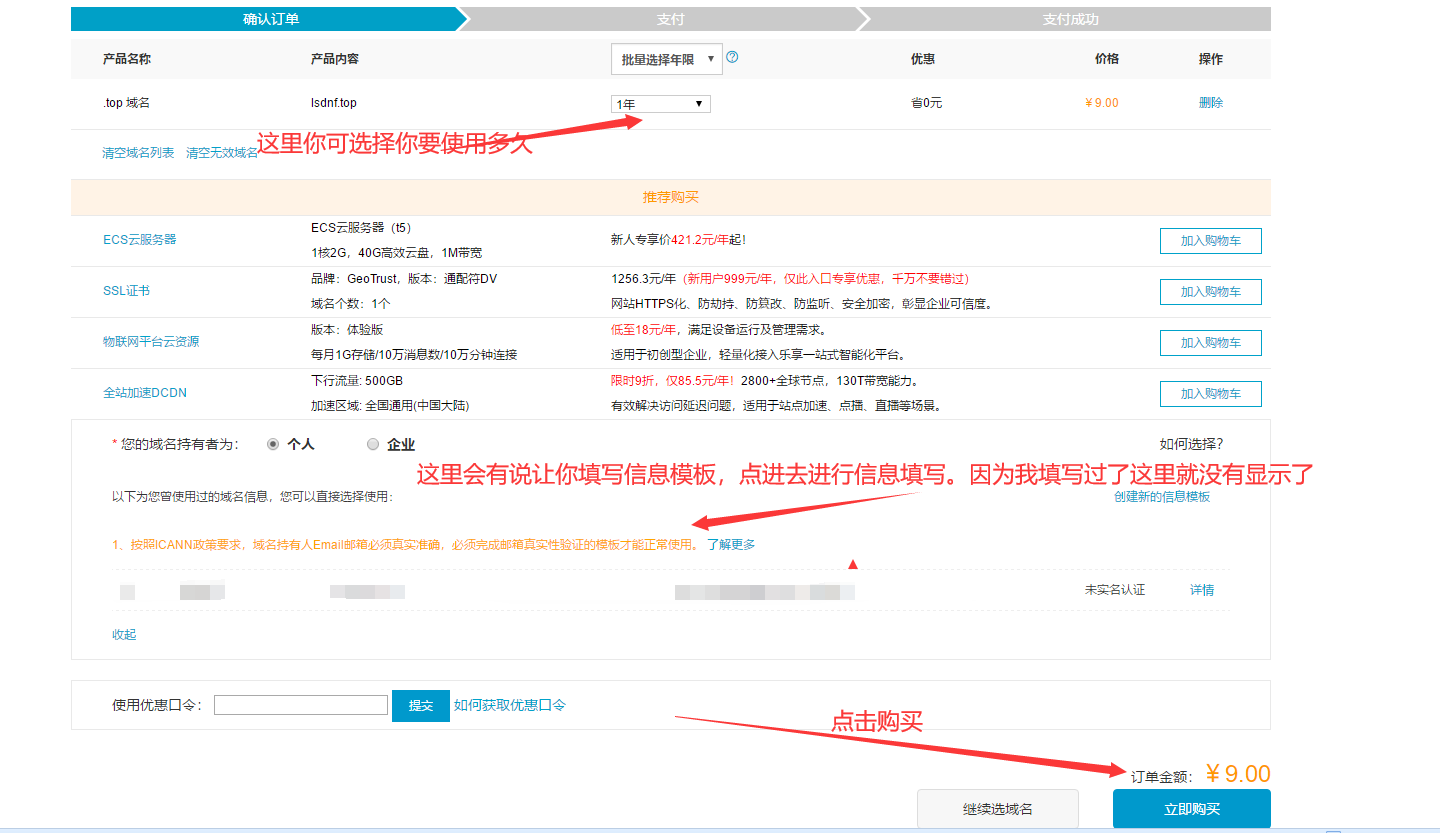 确认订单 支付 支付成功
产品名称 产品内容 批量选择年限 ▼ ? 优惠 价格 操作
.top 域名 lsdnf.top 1年 ▼ 省0元 ¥ 9.00 删除
这里你可选择你要使用多久
清空域名列表 清空无效域名
推荐购买
ECS云服务器 ECS云服务器（t5） 新人专享价421.2元/年起! 加入购物车
1核2G，40G高效云盘，1M带宽
SSL证书 品牌：GeoTrust，版本：通配符DV 1256.3元/年（新用户999元/年，仅此入口专享优惠，千万不要错过） 加入购物车
域名个数：1个 网站HTTPS化、防劫持、防篡改、防监听、安全加密，彰显企业可信度。
物联网平台云资源 版本：体验版 低至18元/年，满足设备运行及管理需求。 加入购物车
每月1G存储/10万消息数/10万分钟连接 适用于初创型企业，轻量化接入乐享一站式智能化平台。
全站加速DCDN 下行流量: 500GB 限时9折，仅85.5元/年！2800+全球节点，130T带宽能力。 加入购物车
加速区域: 全国通用(中国大陆) 有效解决访问延迟问题，适用于站点加速、点播、直播等场景。
* 您的域名持有者为： 个人 企业 如何选择?
这里会有说让你填写信息模板，点进去进行信息填写。因为我填写过了这里就没有显示了
以下为您曾使用过的域名信息，您可以直接选择使用： 创建新的信息模板
1、按照ICANN政策要求，域名持有人Email邮箱必须真实准确，必须完成邮箱真实性验证的模板才能正常使用。 了解更多
未实名认证 详情
收起
使用优惠口令： 提交 如何获取优惠口令
点击购买
订单金额： ¥ 9.00
继续选域名 立即购买